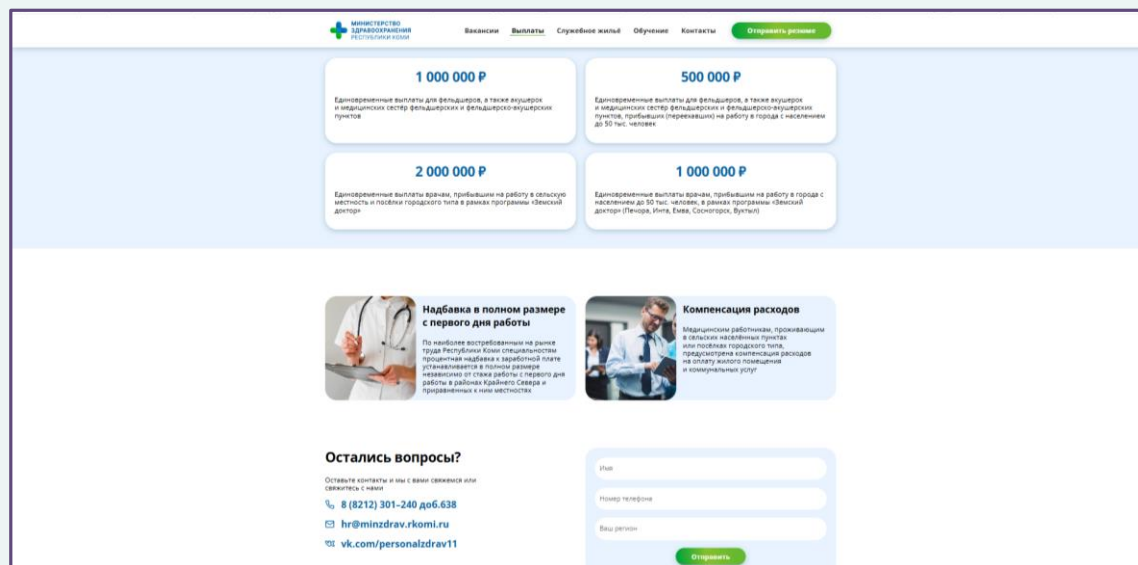 МИНИСТЕРСТВО
ЗДРАВООХРАНЕНИЯ
РЕСПУБЛИКИ КОМИ
Вакансии Выплаты Служебное жильё Обучение Контакты Отправить резюме
1 000 000 ₽
Единовременные выплаты для фельдшеров, а также акушерок
и медицинских сестёр фельдшерских и фельдшерско-акушерских
пунктов
500 000 ₽
Единовременные выплаты для фельдшеров, а также акушерок
и медицинских сестёр фельдшерских и фельдшерско-акушерских
пунктов, прибывших (переехавших) на работу в города с населением
до 50 тыс. человек
2 000 000 ₽
Единовременные выплаты врачам, прибывшим на работу в сельскую
местность и посёлки городского типа в рамках программы «Земский
доктор»
1 000 000 ₽
Единовременные выплаты врачам, прибывшим на работу в города с
населением до 50 тыс. человек, в рамках программы «Земский
доктор» (Печора, Инта, Емва, Сосногорск, Вуктыл)
Надбавка в полном размере
с первого дня работы
По наиболее востребованным на рынке
труда Республики Коми специальностям
процентная надбавка к заработной плате
устанавливается в полном размере
независимо от стажа работы с первого дня
работы в районах Крайнего Севера и
приравненных к ним местностях
Компенсация расходов
Медицинским работникам, проживающим
в сельских населённых пунктах
или посёлках городского типа,
предусмотрена компенсация расходов
на оплату жилого помещения
и коммунальных услуг
Остались вопросы?
Оставьте контакты и мы с вами свяжемся или
свяжитесь с нами
8 (8212) 301–240 доб.638
hr@minzdrav.rkomi.ru
vk.com/personalzdrav11
Имя
Номер телефона
Ваш регион
Отправить